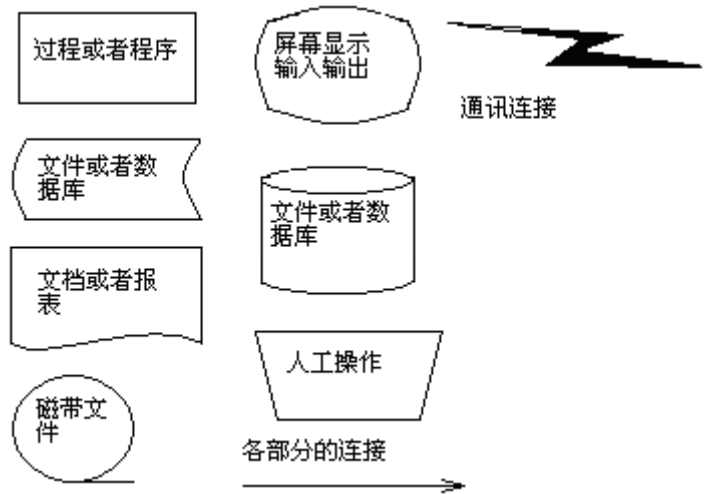 过程或者程序
屏幕显示
输入输出
通讯连接
文件或者数
据库
文件或者数
据库
文档或者报
表
人工操作
磁带文
件
各部分的连接